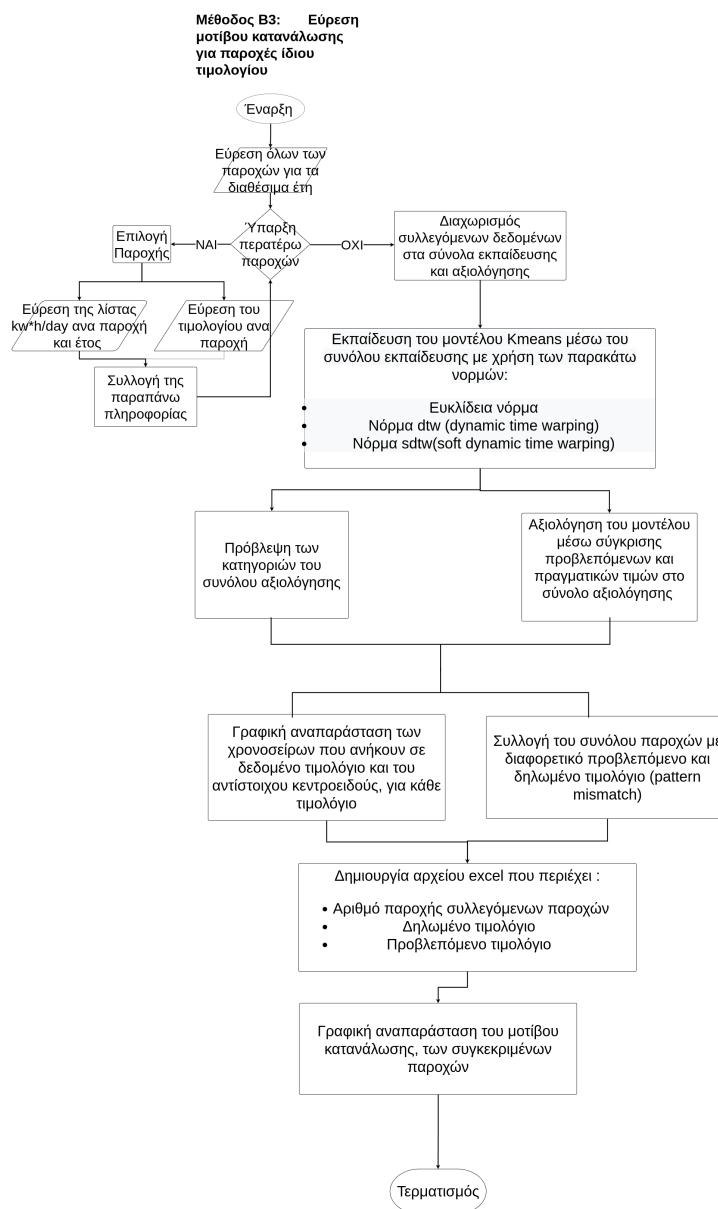 Μέθοδος Β3: Εύρεση
μοτίβου κατανάλωσης
για παροχές ίδιου
τιμολογίου
Έναρξη
Εύρεση όλων των
παροχών για τα
διαθέσιμα έτη
Ύπαρξη
περατέρω
παροχών
ΝΑΙ
ΟΧΙ
Επιλογή
Παροχής
Εύρεση της λίστας
kw*h/day ανα παροχή
και έτος
Εύρεση του
τιμολογίου ανα
παροχή
Συλλογή της
παραπάνω
πληροφορίας
Διαχωρισμός
συλλεγόμενων δεδομένων
στα σύνολα εκπαίδευσης
και αξιολόγησης
Εκπαίδευση του μοντέλου Kmeans μέσω του
συνόλου εκπαίδευσης με χρήση των παρακάτω
νορμών:
• Ευκλίδεια νόρμα
• Νόρμα dtw (dynamic time warping)
• Νόρμα sdtw(soft dynamic time warping)
Πρόβλεψη των
κατηγοριών του
συνόλου αξιολόγησης
Αξιολόγηση του μοντέλου
μέσω σύγκρισης
προβλεπόμενων και
πραγματικών τιμών στο
σύνολο αξιολόγησης
Γραφική αναπαράσταση των
χρονοσείρων που ανήκουν σε
δεδομένο τιμολόγιο και του
αντίστοιχου κεντροειδούς, για κάθε
τιμολόγιο
Συλλογή του συνόλου παροχών με
διαφορετικό προβλεπόμενο και
δηλωμένο τιμολόγιο (pattern
mismatch)
Δημιουργία αρχείου excel που περιέχει :
• Αριθμό παροχής συλλεγόμενων παροχών
• Δηλωμένο τιμολόγιο
• Προβλεπόμενο τιμολόγιο
Γραφική αναπαράσταση του μοτίβου
κατανάλωσης, των συγκεκριμένων
παροχών
Τερματισμός